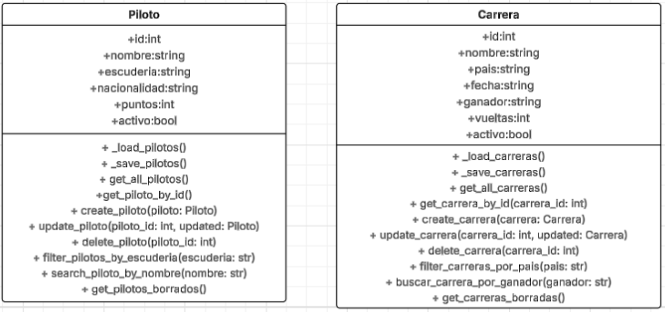 Piloto
+id:int
+nombre:string
+escuderia:string
+nacionalidad:string
+puntos:int
+activo:bool
+ _load_pilotos()
+ _save_pilotos()
+ get_all_pilotos()
+get_piloto_by_id()
+ create_piloto(piloto: Piloto)
+ update_piloto(piloto_id: int, updated: Piloto)
+ delete_piloto(piloto_id: int)
+ filter_pilotos_by_escuderia(escuderia: str)
+ search_piloto_by_nombre(nombre: str)
+ get_pilotos_borrados()
Carrera
+id:int
+nombre:string
+pais:string
+fecha:string
+ganador:string
+vueltas:int
+activo:bool
+ _load_carreras()
+ _save_carreras()
+ get_all_carreras()
+ get_carrera_by_id(carrera_id: int)
+ create_carrera(carrera: Carrera)
+ update_carrera(carrera_id: int, updated: Carrera)
+ delete_carrera(carrera_id: int)
+ filter_carreras_por_pais(pais: str)
+ buscar_carrera_por_ganador(ganador: str)
+ get_carreras_borradas()